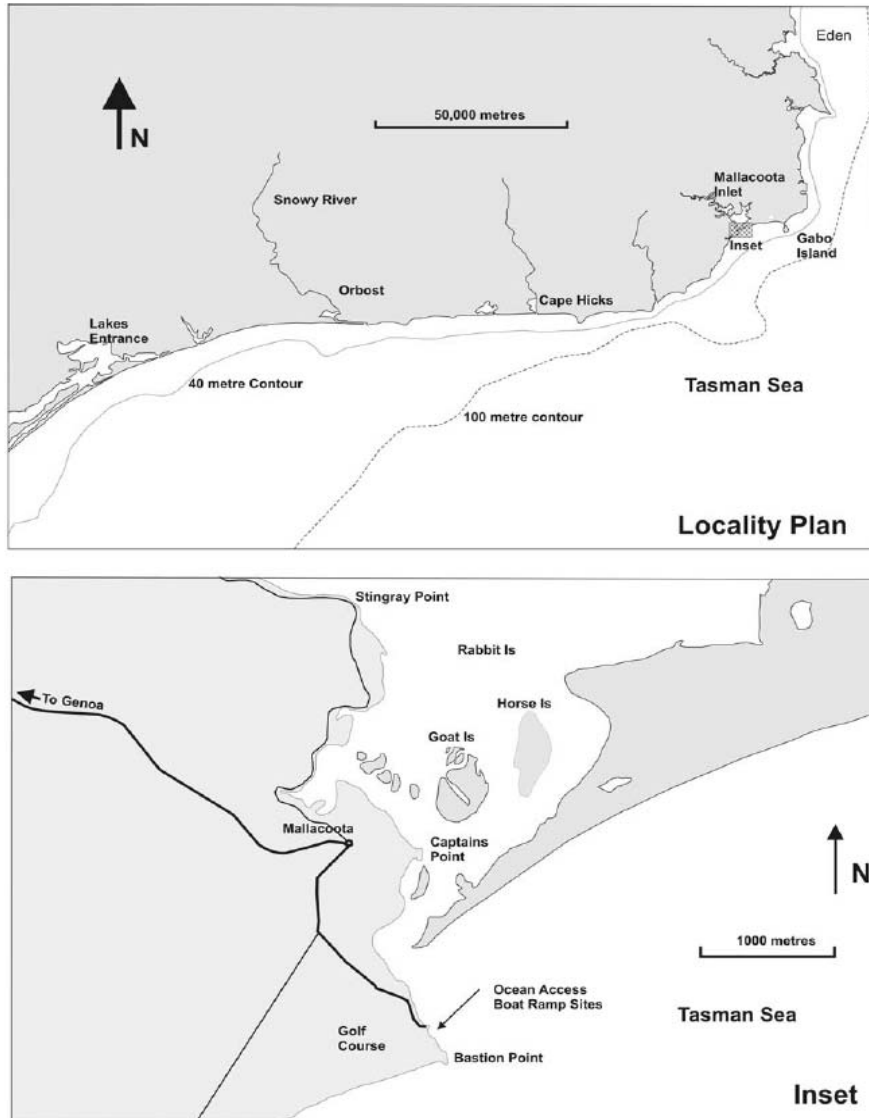 Eden
50,000 metres
N
Mallacoota
Inlet
Snowy River
Inset
Gabo
Island
Orbost
Cape Hicks
Lakes
Entrance
40 metre Contour
Tasman Sea
100 metre contour
Locality Plan
Stingray Point
Rabbit Is
To Genoa
Horse Is
Goat Is
Mallacoota
Captains
Point
N
1000 metres
Ocean Access
Boat Ramp Sites
Tasman Sea
Golf
Course
Bastion Point
Inset